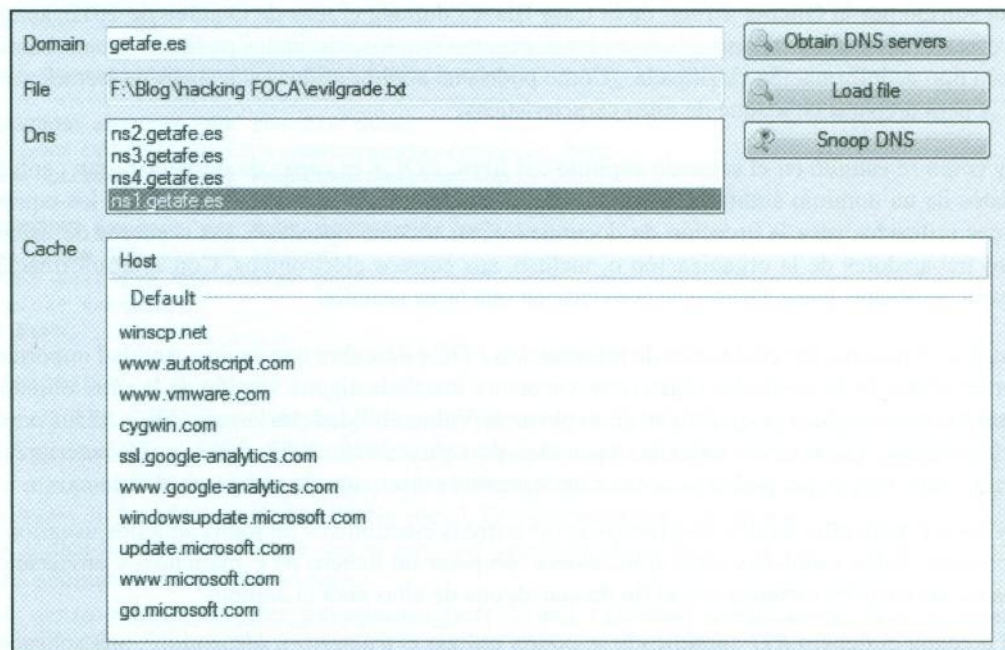 Domain getafe.es Obtain DNS servers
File F:\Blog\hacking FOCA\evilgrade.txt Load file
Dns ns2.getafe.es Snoop DNS
ns3.getafe.es
ns4.getafe.es
ns1.getafe.es
Cache
Host
Default
winscp.net
www.autoitscript.com
www.vmware.com
cygwin.com
ssl.google-analytics.com
www.google-analytics.com
windowsupdate.microsoft.com
update.microsoft.com
www.microsoft.com
go.microsoft.com